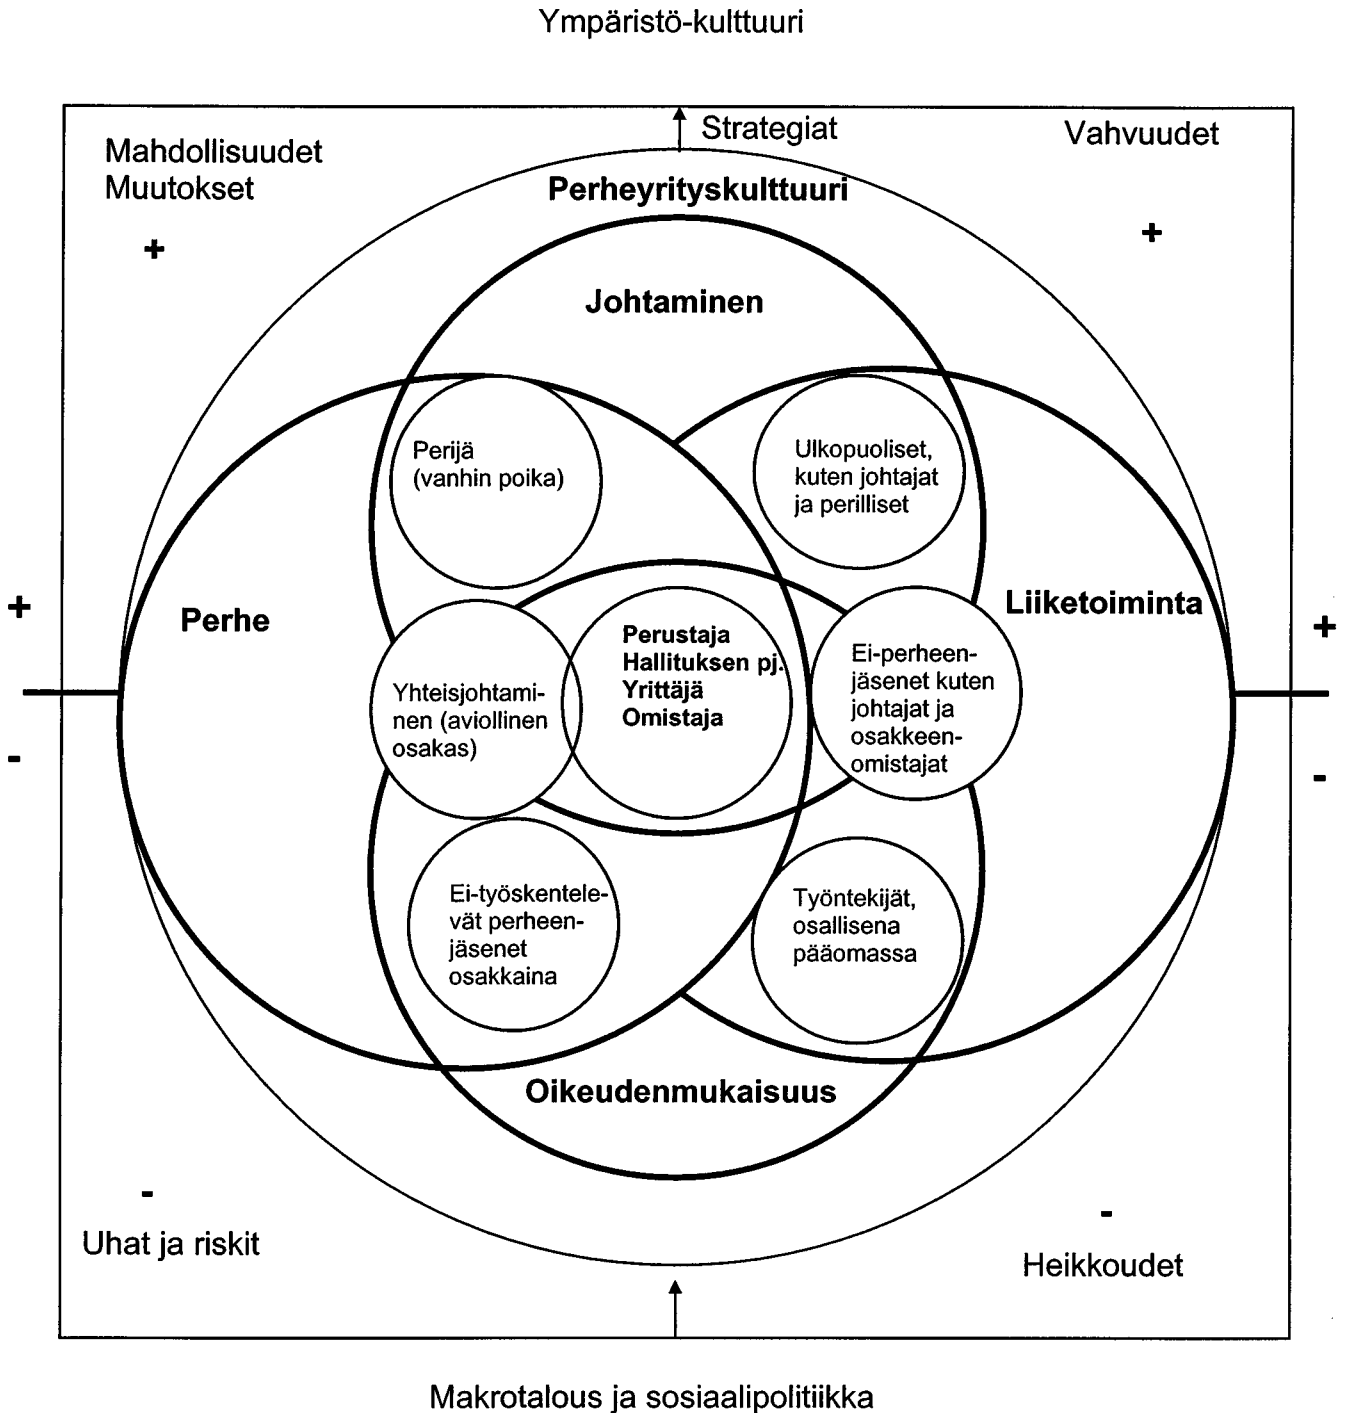 Ympäristö-kulttuuri
Strategiat
Vahvuudet
Mahdollisuudet
Muutokset
Perheyrityskulttuuri
+
+
Johtaminen
Perijä
(vanhin poika)
Ulkopuoliset,
kuten johtajat
ja perilliset
+
Perhe
Liiketoiminta
+
Perustaja
Hallituksen pj.
Yrittäjä
Omistaja
Yhteisjohtami-
nen (aviollinen
osakas)
Ei-perheen-
jäsenet kuten
johtajat ja
osakkeen-
omistajat
-
-
Ei-työskentele-
vät perheen-
jäsenet
osakkaina
Työntekijät,
osallisena
pääomassa
Oikeudenmukaisuus
-
Uhat ja riskit
-
Heikkoudet
Makrotalous ja sosiaalipolitiikka